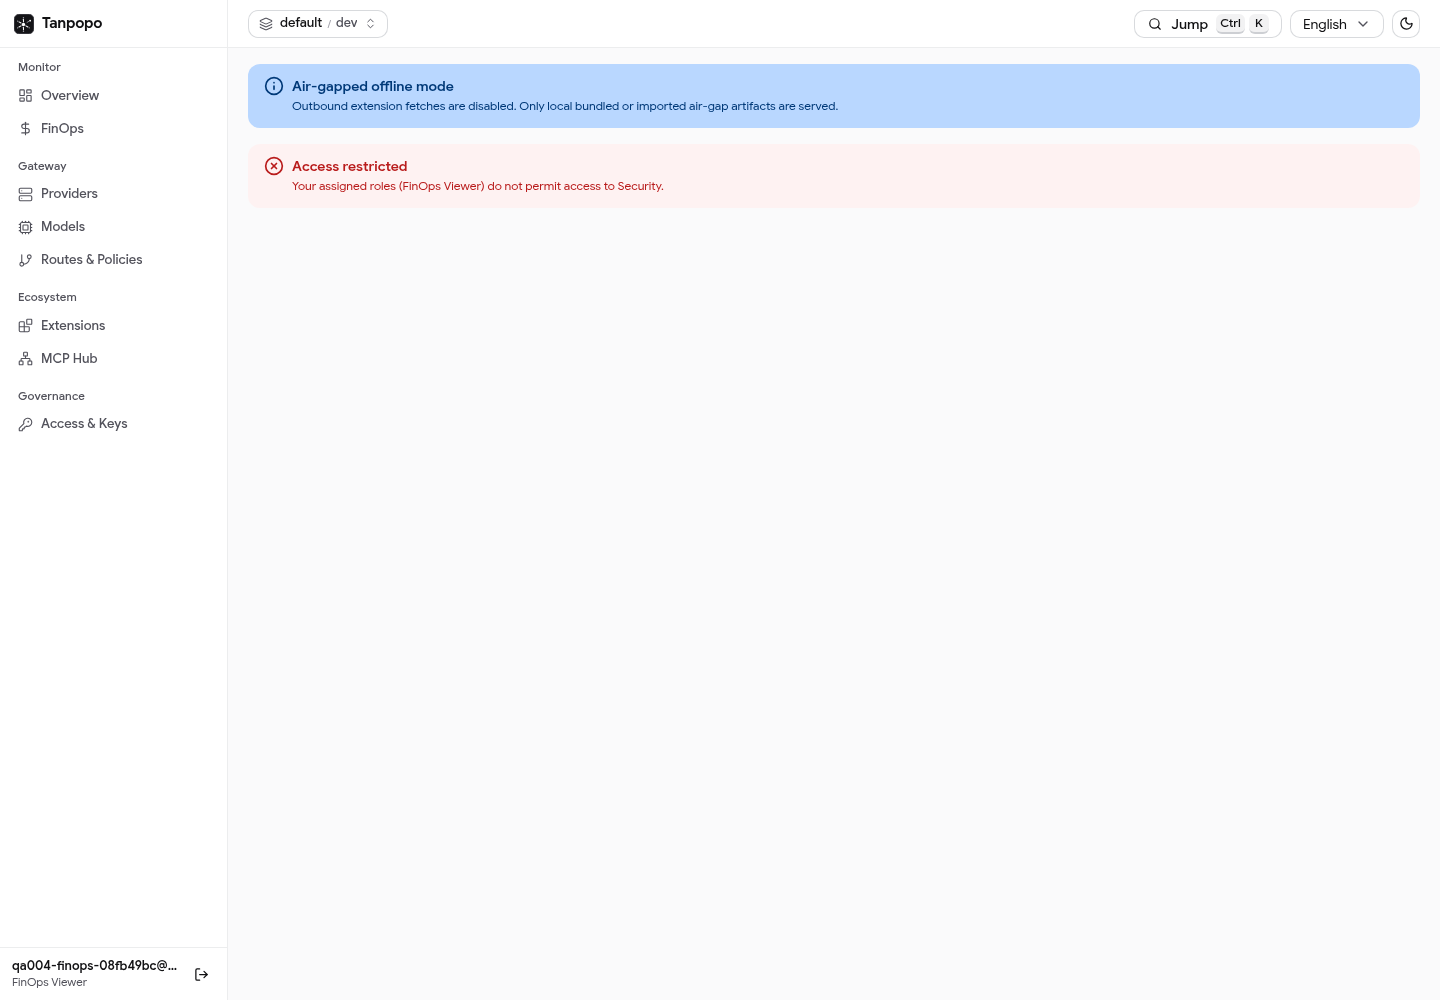 Tanpopo
default / dev
Jump Ctrl K
English
Monitor
Overview
FinOps
Gateway
Providers
Models
Routes & Policies
Ecosystem
Extensions
MCP Hub
Governance
Access & Keys
Air-gapped offline mode
Outbound extension fetches are disabled. Only local bundled or imported air-gap artifacts are served.
Access restricted
Your assigned roles (FinOps Viewer) do not permit access to Security.
qa004-finops-08fb49bc@...
FinOps Viewer